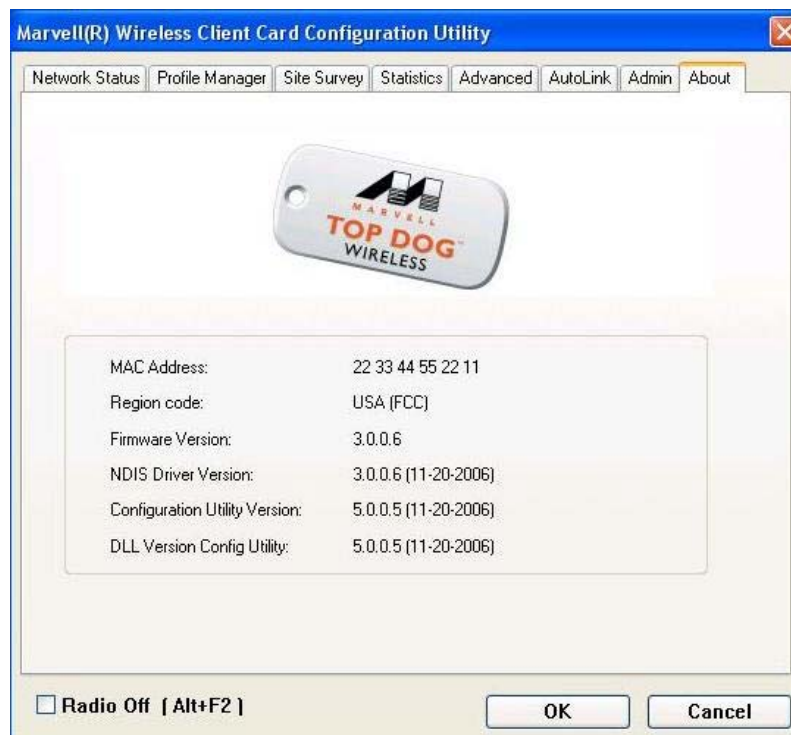 Marvell(R) Wireless Client Card Configuration Utility
Network Status Profile Manager Site Survey Statistics Advanced AutoLink Admin About
MARVELL
TOP DOG™
WIRELESS
MAC Address: 22 33 44 55 22 11
Region code: USA (FCC)
Firmware Version: 3.0.0.6
NDIS Driver Version: 3.0.0.6 (11-20-2006)
Configuration Utility Version: 5.0.0.5 (11-20-2006)
DLL Version Config Utility: 5.0.0.5 (11-20-2006)
Radio Off ( Alt+F2 ) OK Cancel